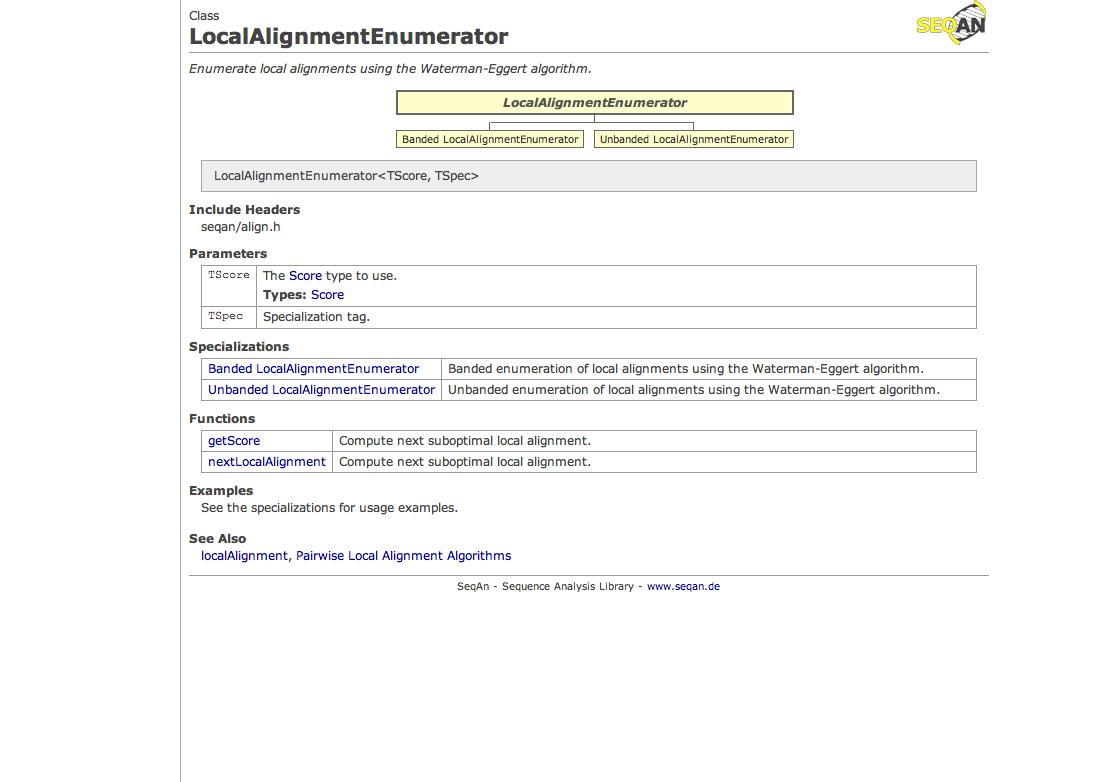 Class
LocalAlignmentEnumerator
SEQAN
Enumerate local alignments using the Waterman-Eggert algorithm.
LocalAlignmentEnumerator
Banded LocalAlignmentEnumerator Unbanded LocalAlignmentEnumerator
LocalAlignmentEnumerator<TScore, TSpec>
Include Headers
seqan/align.h
Parameters
TScore The Score type to use.
Types: Score
TSpec Specialization tag.
Specializations
Banded LocalAlignmentEnumerator Banded enumeration of local alignments using the Waterman-Eggert algorithm.
Unbanded LocalAlignmentEnumerator Unbanded enumeration of local alignments using the Waterman-Eggert algorithm.
Functions
getScore Compute next suboptimal local alignment.
nextLocalAlignment Compute next suboptimal local alignment.
Examples
See the specializations for usage examples.
See Also
localAlignment, Pairwise Local Alignment Algorithms
SeqAn - Sequence Analysis Library - www.seqan.de